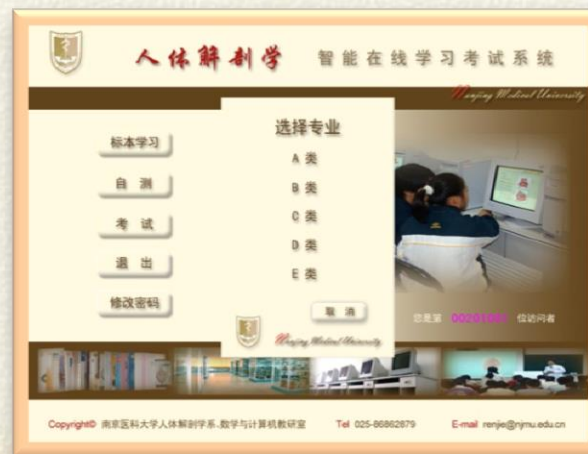 人体解剖学 智能在线学习考试系统
Nanjing Medical University
标本学习
自 测
考 试
退 出
修改密码
选择专业
A 类
B 类
C 类
D 类
E 类
取 消
Nanjing Medical University
您是第
位访问者
Copyright© 南京医科大学人体解剖学系.数学与计算机教研室 Tel 025-86862879 E-mail renjie@njmu.edu.cn